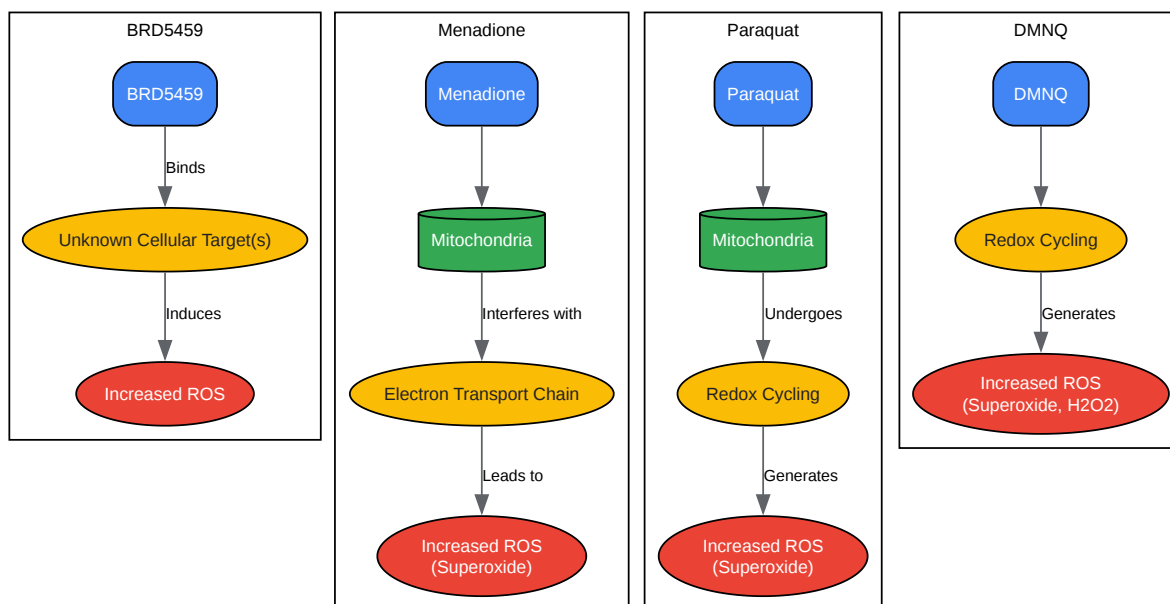 BRD5459
BRD5459
Binds
Unknown Cellular Target(s)
Induces
Increased ROS
Menadione
Menadione
Mitochondria
Interferes with
Electron Transport Chain
Leads to
Increased ROS
(Superoxide)
Paraquat
Paraquat
Mitochondria
Undergoes
Redox Cycling
Generates
Increased ROS
(Superoxide)
DMNQ
DMNQ
Redox Cycling
Generates
Increased ROS
(Superoxide, H2O2)